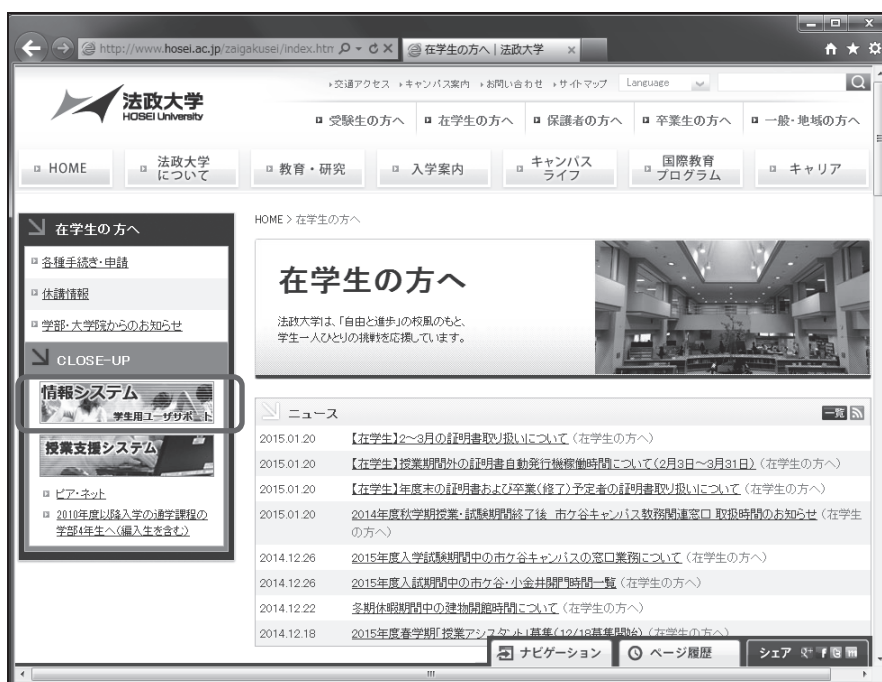 http://www.hosei.ac.jp/zaigakusei/index.htm
在学生の方へ | 法政大学
交通アクセス
キャンパス案内
お問い合わせ
サイトマップ
Language
法政大学
HOSEI University
受験生の方へ
在学生の方へ
保護者の方へ
卒業生の方へ
一般・地域の方へ
HOME
法政大学
について
教育・研究
入学案内
キャンパス
ライフ
国際教育
プログラム
キャリア
在学生の方へ
各種手続き・申請
休講情報
学部・大学院からのお知らせ
CLOSE-UP
情報システム
学生用ユーザサポート
授業支援システム
ピア・ネット
2010年度以降入学の通学課程の
学部4年生へ(編入生を含む)
HOME > 在学生の方へ
在学生の方へ
法政大学は、「自由と進歩」の校風のもと、
学生一人ひとりの挑戦を応援しています。
ニュース
一覧
2015.01.20 【在学生】2～3月の証明書取り扱いについて (在学生の方へ)
2015.01.20 【在学生】授業期間外の証明書自動発行機稼働時間について(2月3日～3月31日) (在学生の方へ)
2015.01.20 【在学生】年度末の証明書および卒業(修了)予定者の証明書取り扱いについて (在学生の方へ)
2015.01.20 2014年度秋学期授業・試験期間終了後 市ケ谷キャンパス教務関連窓口 取扱時間のお知らせ (在学生
の方へ)
2014.12.26 2015年度入学試験期間中の市ケ谷キャンパスの窓口業務について (在学生の方へ)
2014.12.26 2015年度入試期間中の市ケ谷・小金井開門時間一覧 (在学生の方へ)
2014.12.22 冬期休暇期間中の建物開館時間について (在学生の方へ)
2014.12.18 2015年度春学期「授業アシスタント」募集(12/18募集開始) (在学生の方へ)
ナビゲーション
ページ履歴
シェア